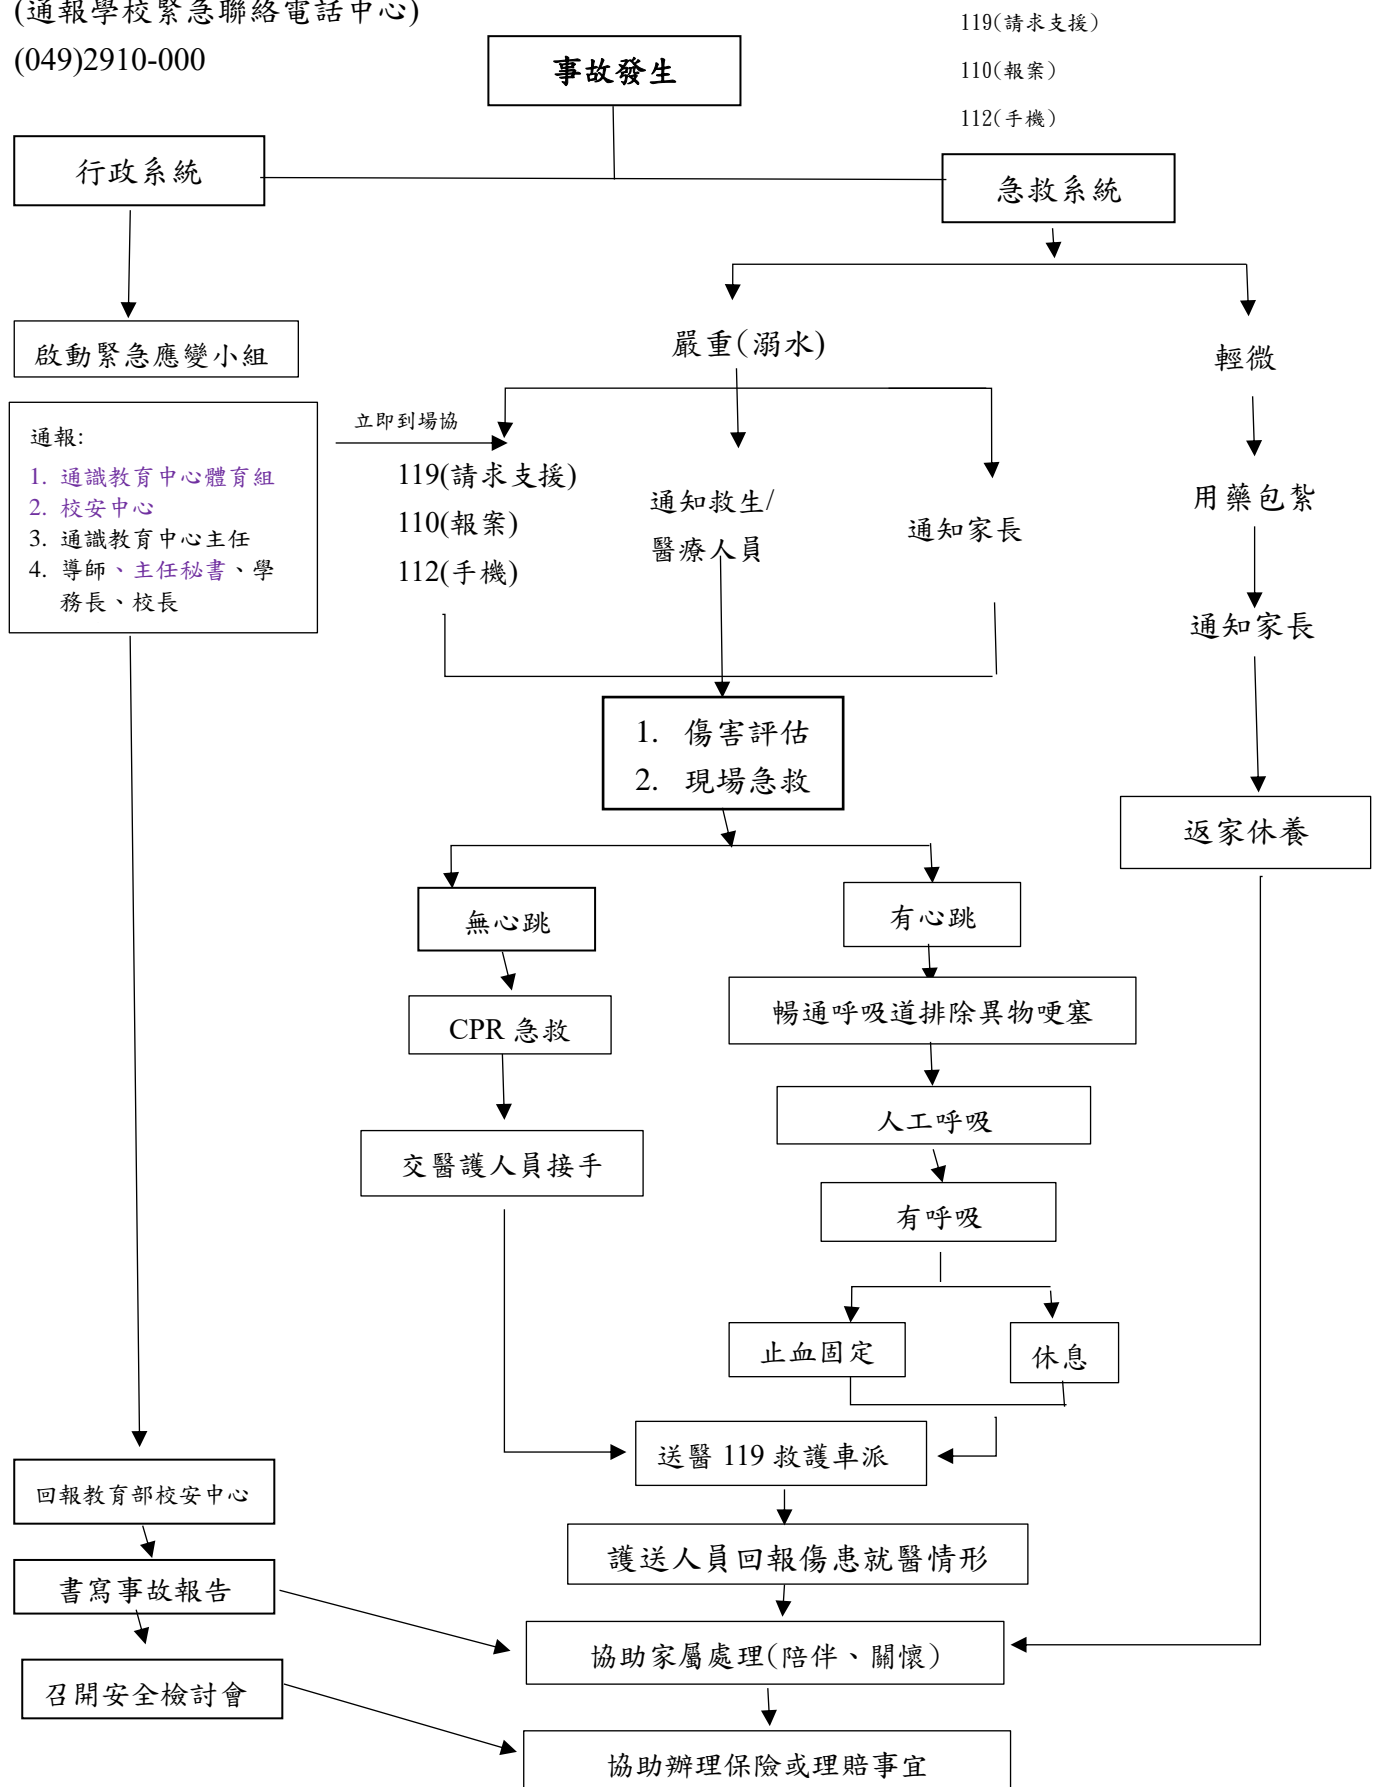 (通報學校緊急聯絡電話中心)
(049)2910-000
119(請求支援)
110(報案)
112(手機)
事故發生
行政系統
急救系統
啟動緊急應變小組
嚴重(溺水)
輕微
通報:
1. 通識教育中心體育組
2. 校安中心
3. 通識教育中心主任
4. 導師、主任秘書、學
務長、校長
立即到場協
119(請求支援)
110(報案)
112(手機)
通知救生/
醫療人員
通知家長
用藥包紮
通知家長
1. 傷害評估
2. 現場急救
返家休養
無心跳
有心跳
CPR 急救
暢通呼吸道排除異物哽塞
人工呼吸
交醫護人員接手
有呼吸
止血固定
休息
送醫 119 救護車派
回報教育部校安中心
護送人員回報傷患就醫情形
書寫事故報告
協助家屬處理(陪伴、關懷)
召開安全檢討會
協助辦理保險或理賠事宜